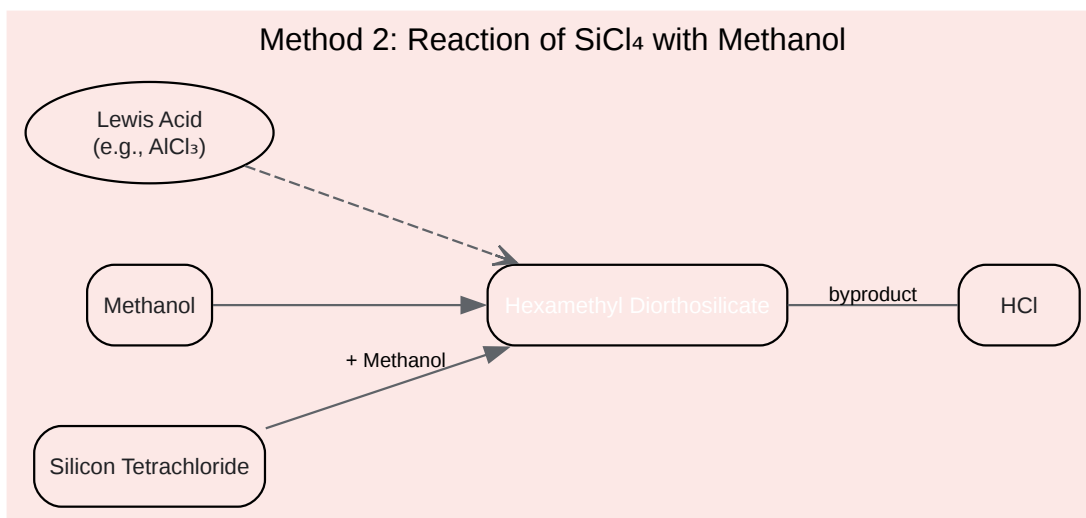 Method 2: Reaction of SiCl₄ with Methanol
Lewis Acid
(e.g., AlCl₃)
Methanol
Hexamethyl Diorthosilicate
byproduct
HCl
+ Methanol
Silicon Tetrachloride